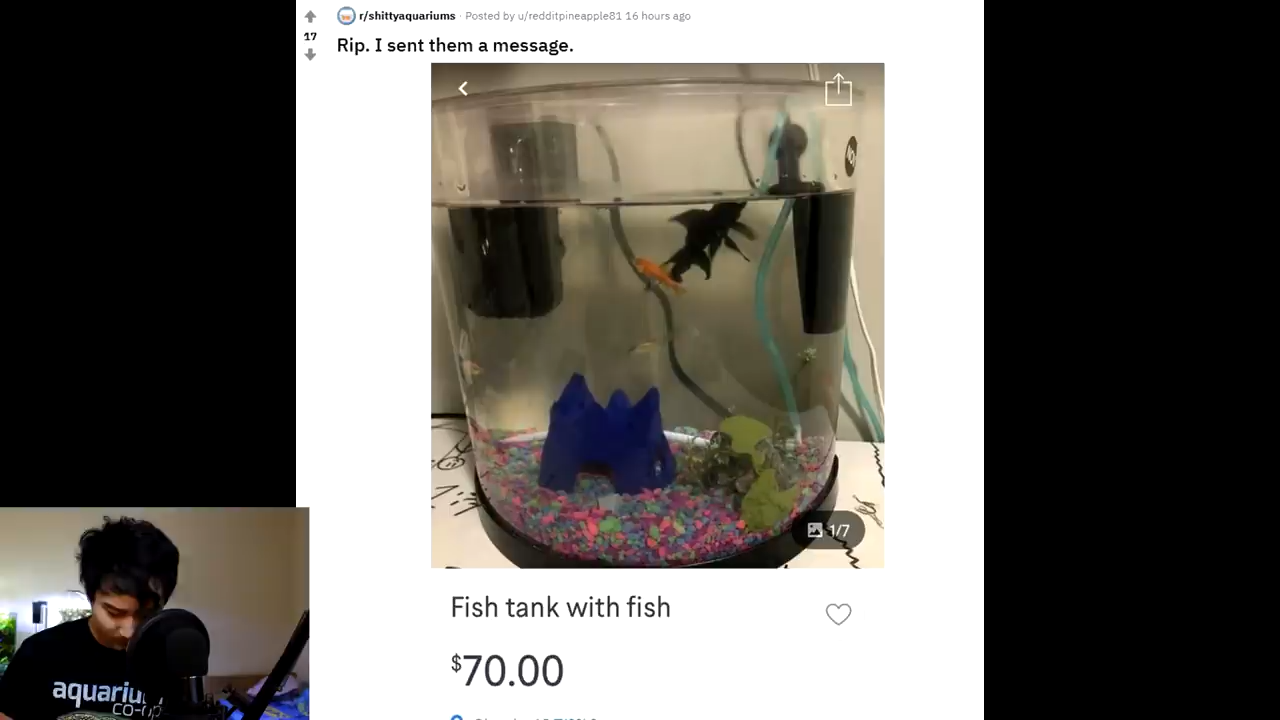 r/shittyaquariums · Posted by u/redditpineapple81 16 hours ago
17
Rip. I sent them a message.
1/7
Fish tank with fish
$70.00
aquarium
co-op